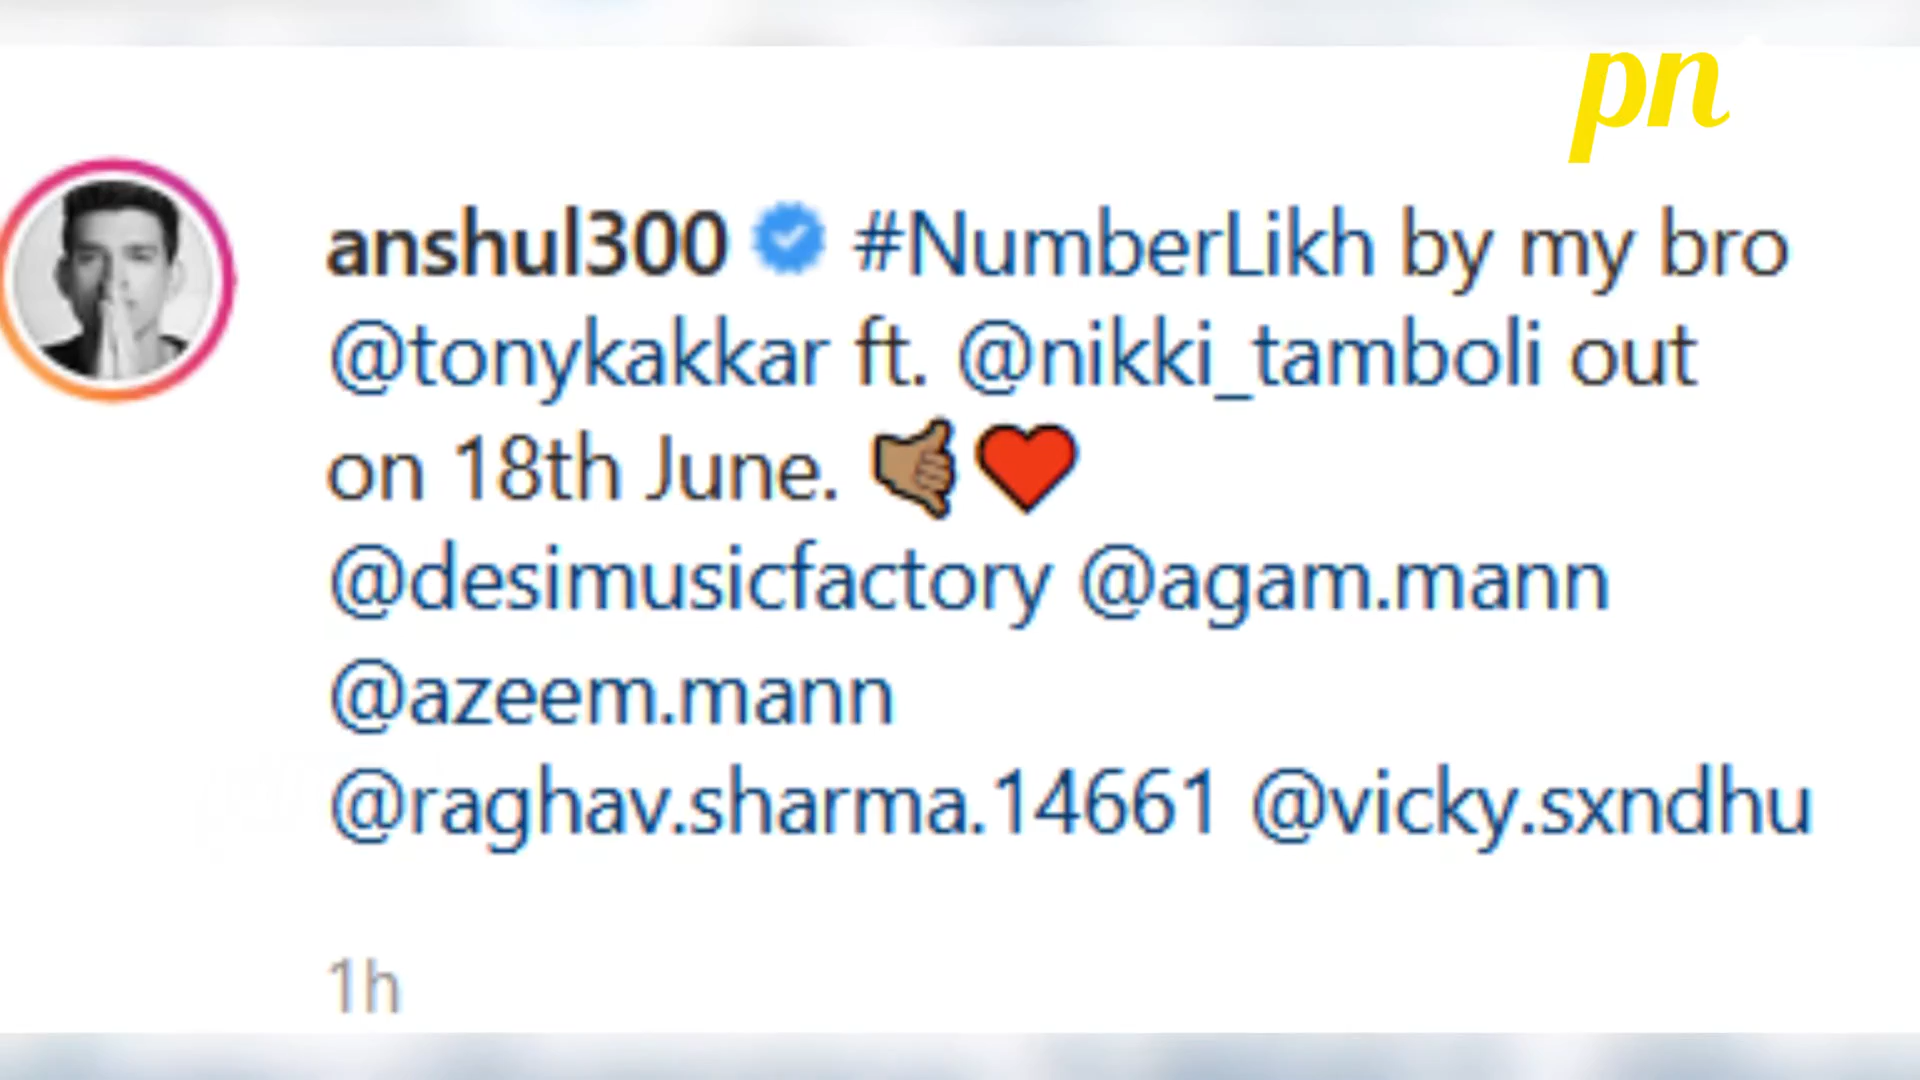 pn
anshul300 #NumberLikh by my bro
@tonykakkar ft. @nikki_tamboli out
on 18th June. 🤙🏽❤️
@desimusicfactory @agam.mann
@azeem.mann
@raghav.sharma.14661 @vicky.sxndhu
1h